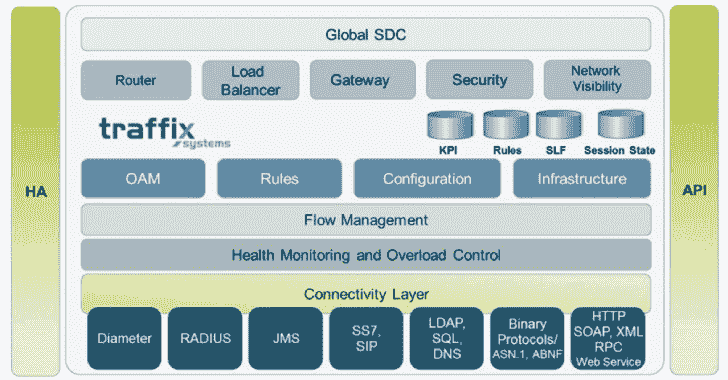 Global SDC
Router
Load
Balancer
Gateway
Security
Network
Visibility
traffix
systems
KPI
Rules
SLF
Session State
HA
API
OAM
Rules
Configuration
Infrastructure
Flow Management
Health Monitoring and Overload Control
Connectivity Layer
Diameter
RADIUS
JMS
SS7,
SIP
LDAP,
SQL,
DNS
Binary
Protocols/
ASN.1, ABNF
HTTP
SOAP, XML
RPC
Web Service